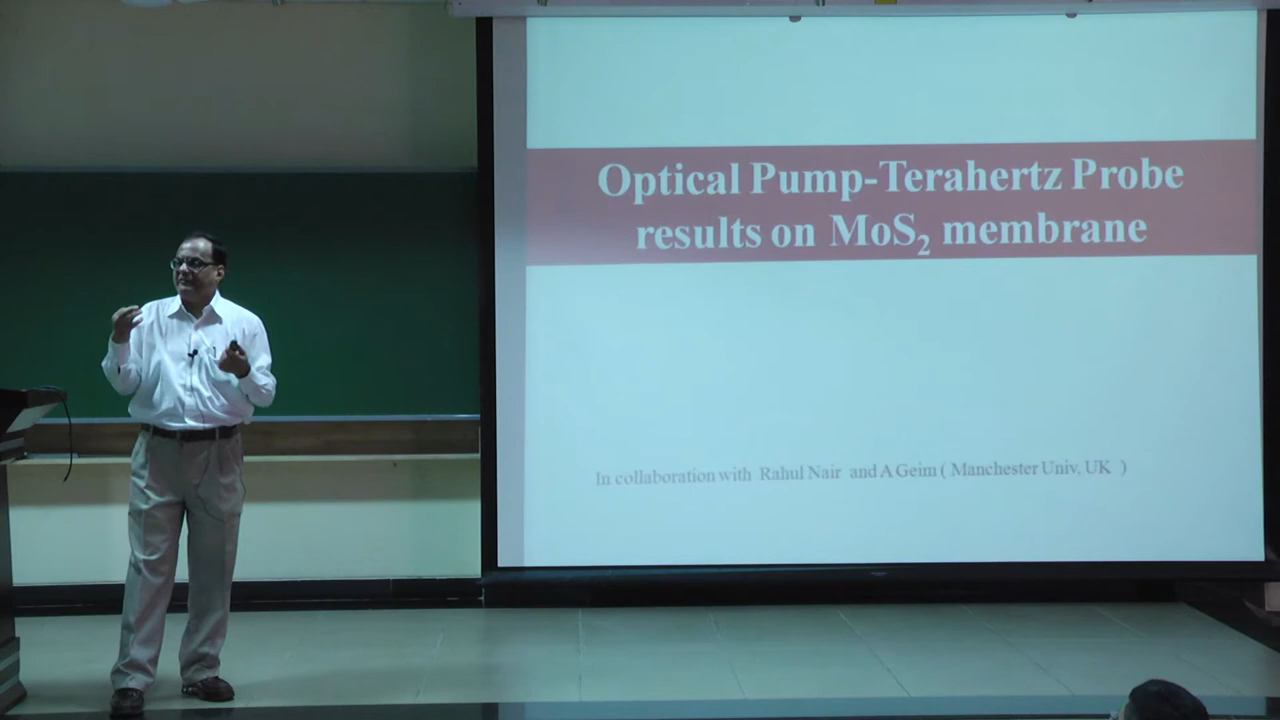 Optical Pump-Terahertz Probe
results on MoS₂ membrane
In collaboration with Rahul Nair and A Geim ( Manchester Univ, UK )